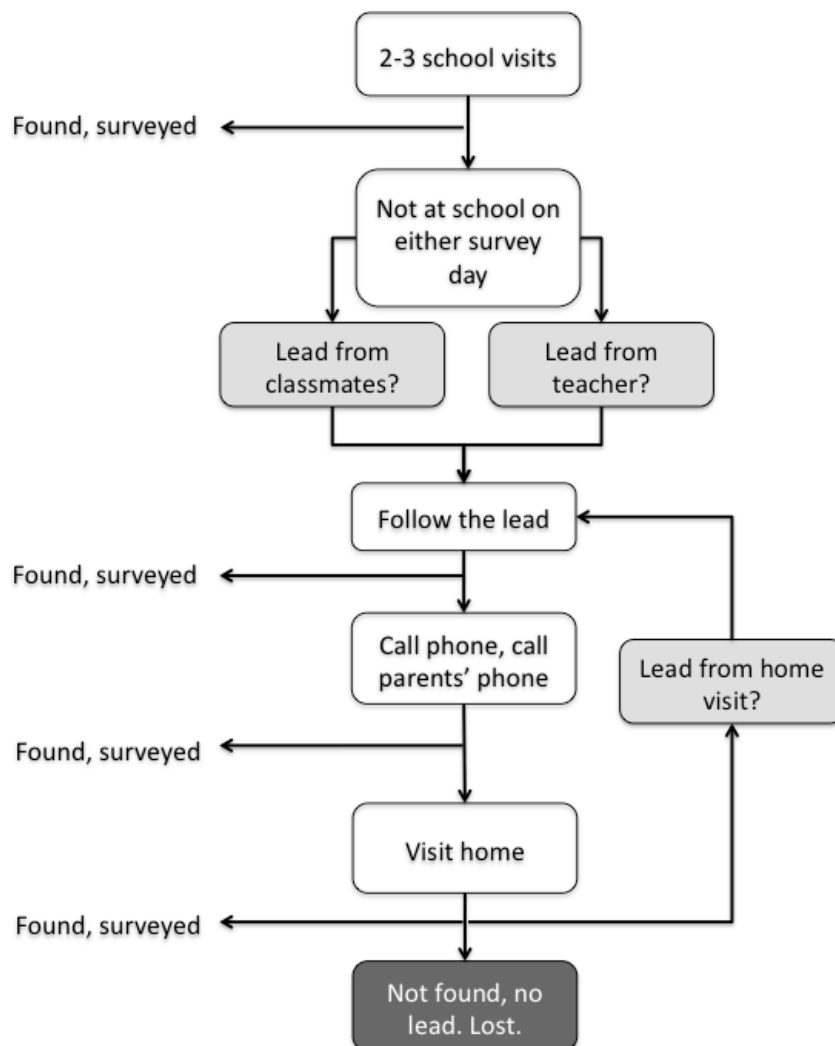 2-3 school visits
Found, surveyed
Not at school on
either survey
day
Lead from
classmates?
Lead from
teacher?
Follow the lead
Found, surveyed
Call phone, call
parents’ phone
Lead from home
visit?
Found, surveyed
Visit home
Found, surveyed
Not found, no
lead. Lost.